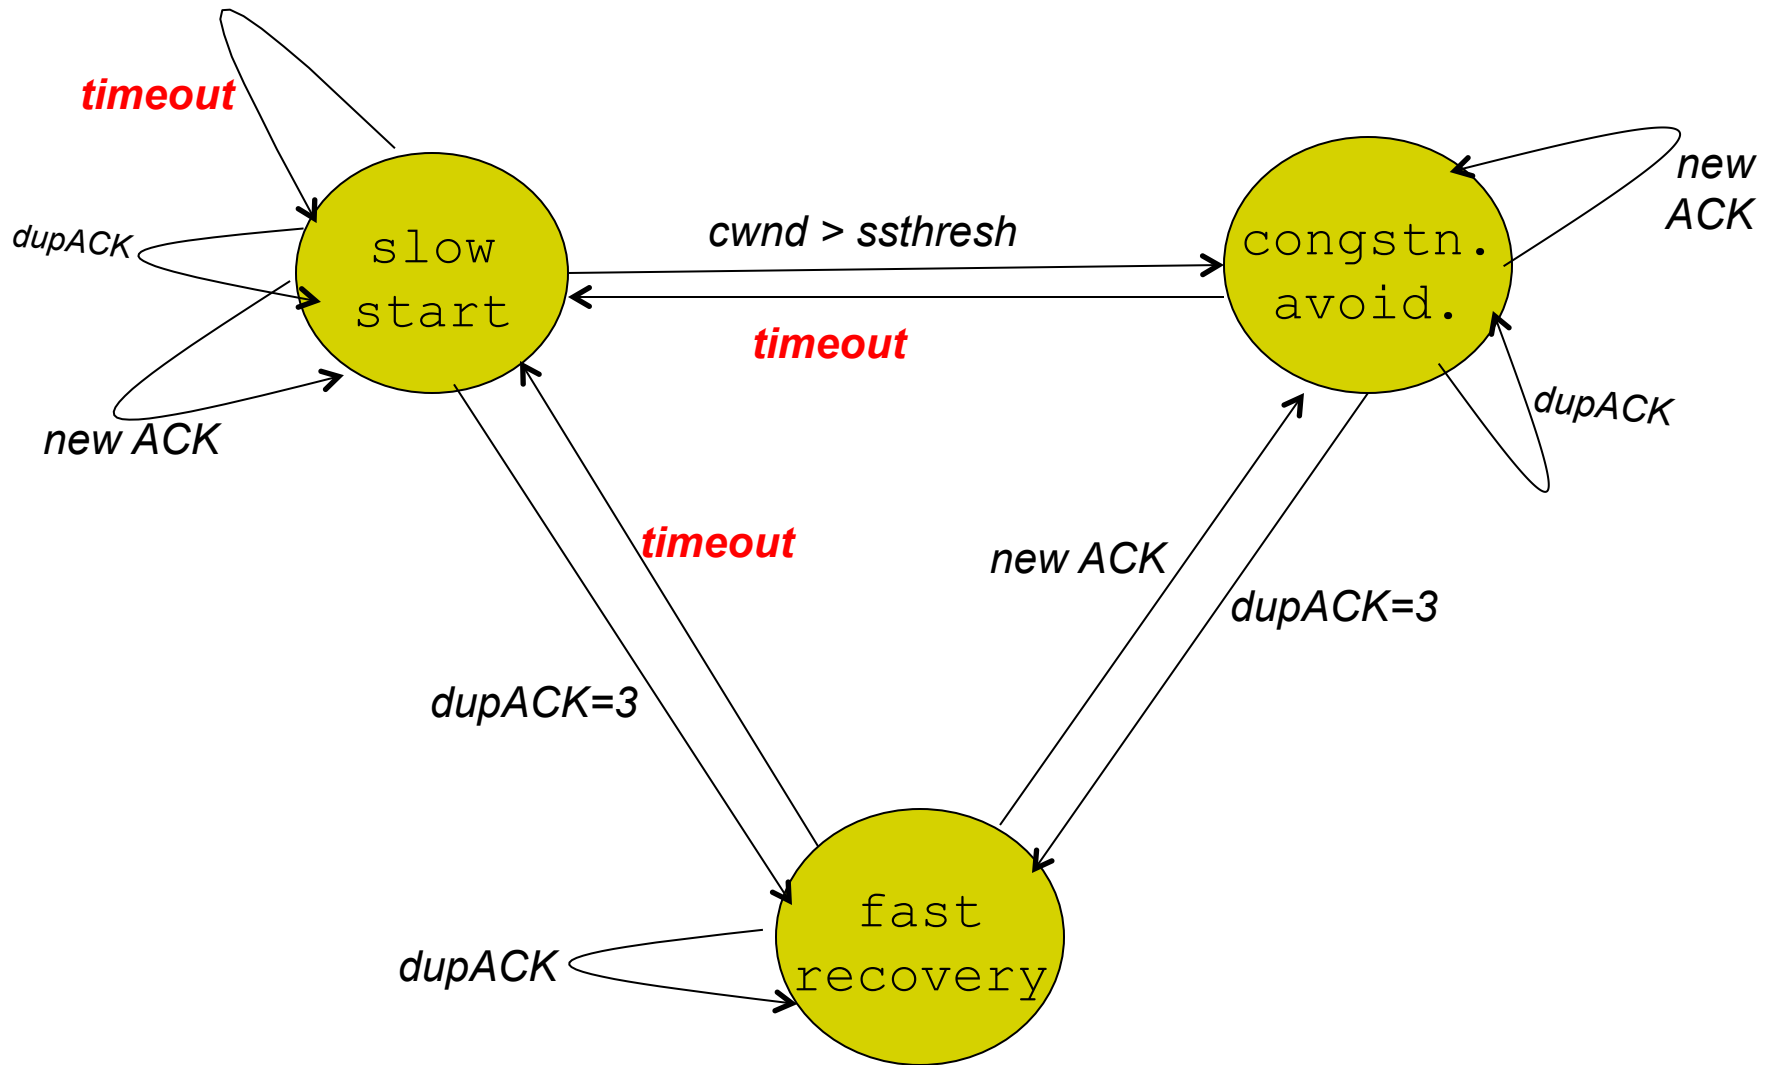 timeout
dupACK
slow
start
new ACK
cwnd > ssthresh
timeout
congstn.
avoid.
new
ACK
dupACK
timeout
new ACK
dupACK=3
dupACK=3
fast
recovery
dupACK